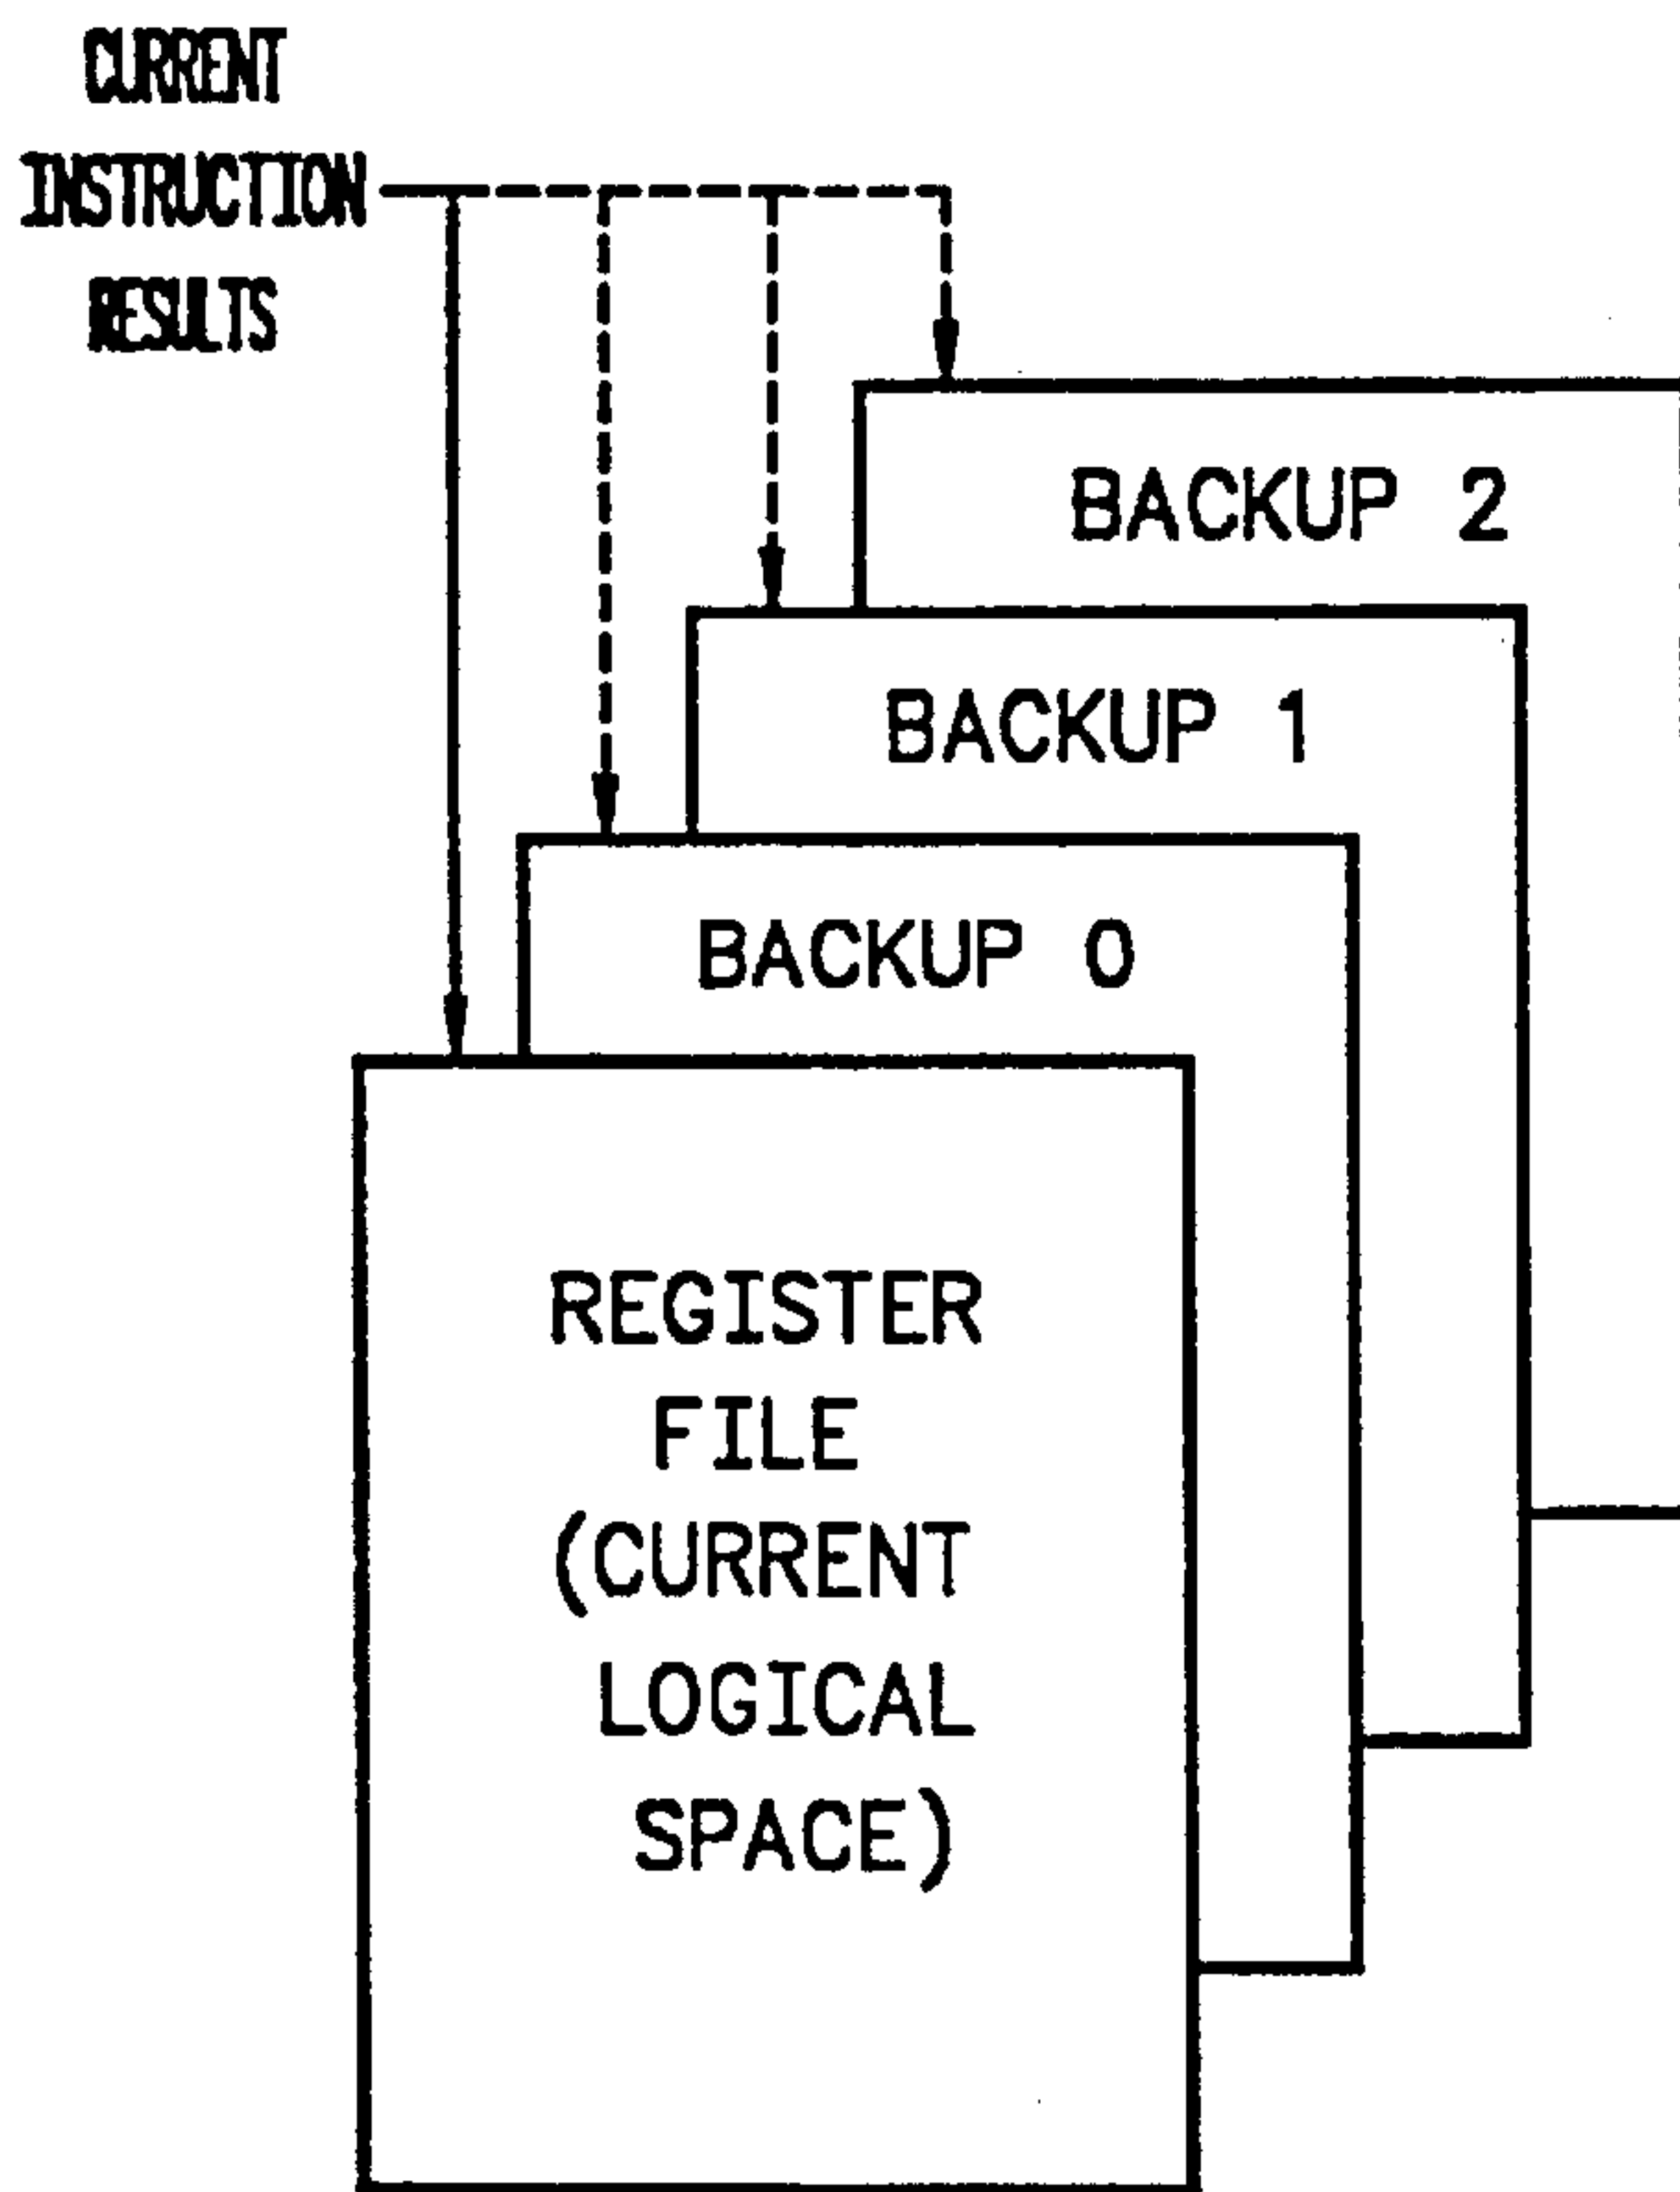 CURRENT
INSTRUCTION
RESULTS
BACKUP 2
BACKUP 1
BACKUP 0
REGISTER
FILE
(CURRENT
LOGICAL
SPACE)